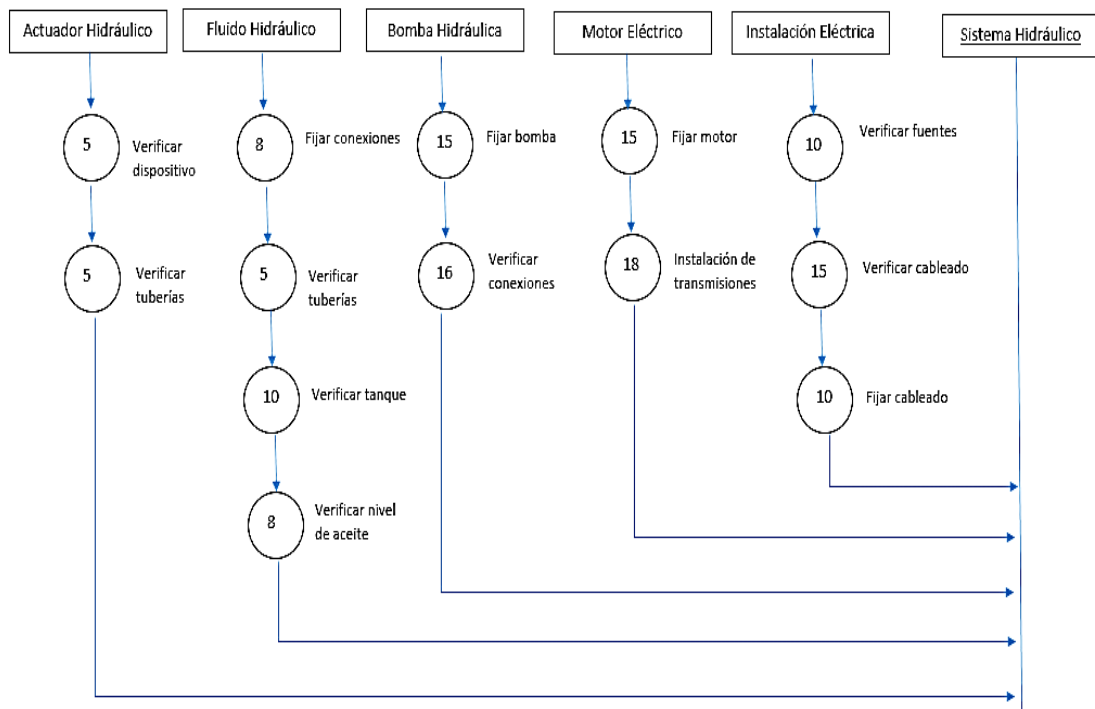 Actuador Hidráulico
Fluido Hidráulico
Bomba Hidráulica
Motor Eléctrico
Instalación Eléctrica
Sistema Hidráulico
5
Verificar
dispositivo
8
Fijar conexiones
15
Fijar bomba
15
Fijar motor
10
Verificar fuentes
5
Verificar
tuberías
5
Verificar
tuberías
16
Verificar
conexiones
18
Instalación de
transmisiones
15
Verificar cableado
10
Verificar tanque
10
Fijar cableado
8
Verificar nivel
de aceite